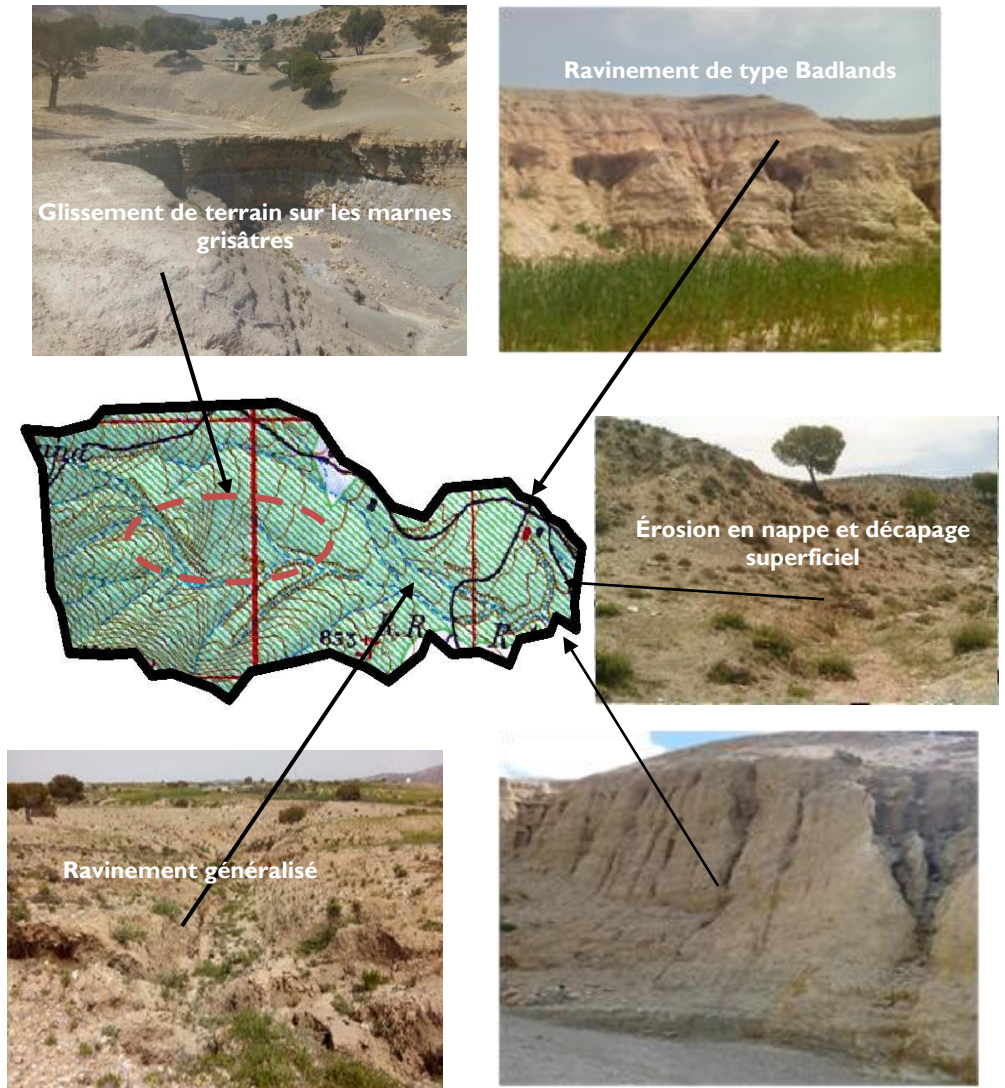 Ravinement de type Badlands
Glissement de terrain sur les marnes
grisâtres
Érosion en nappe et décapage
superficiel
853
R. R
R
Ravinement généralisé